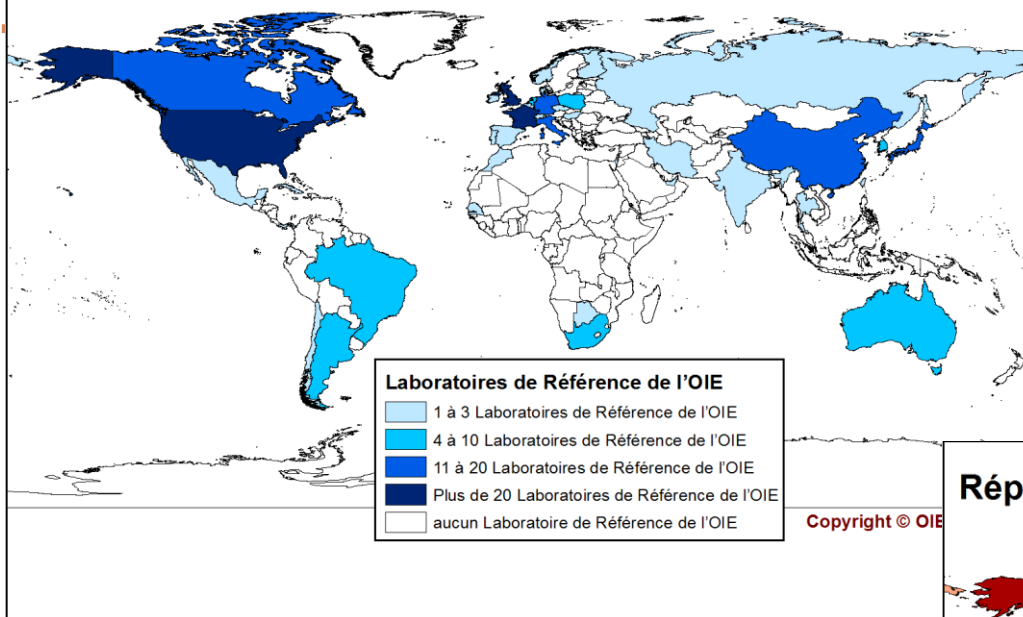 Laboratoires de Référence de l'OIE
1 à 3 Laboratoires de Référence de l'OIE
4 à 10 Laboratoires de Référence de l'OIE
11 à 20 Laboratoires de Référence de l'OIE
Plus de 20 Laboratoires de Référence de l'OIE
aucun Laboratoire de Référence de l'OIE
Copyright © OIE
Rép